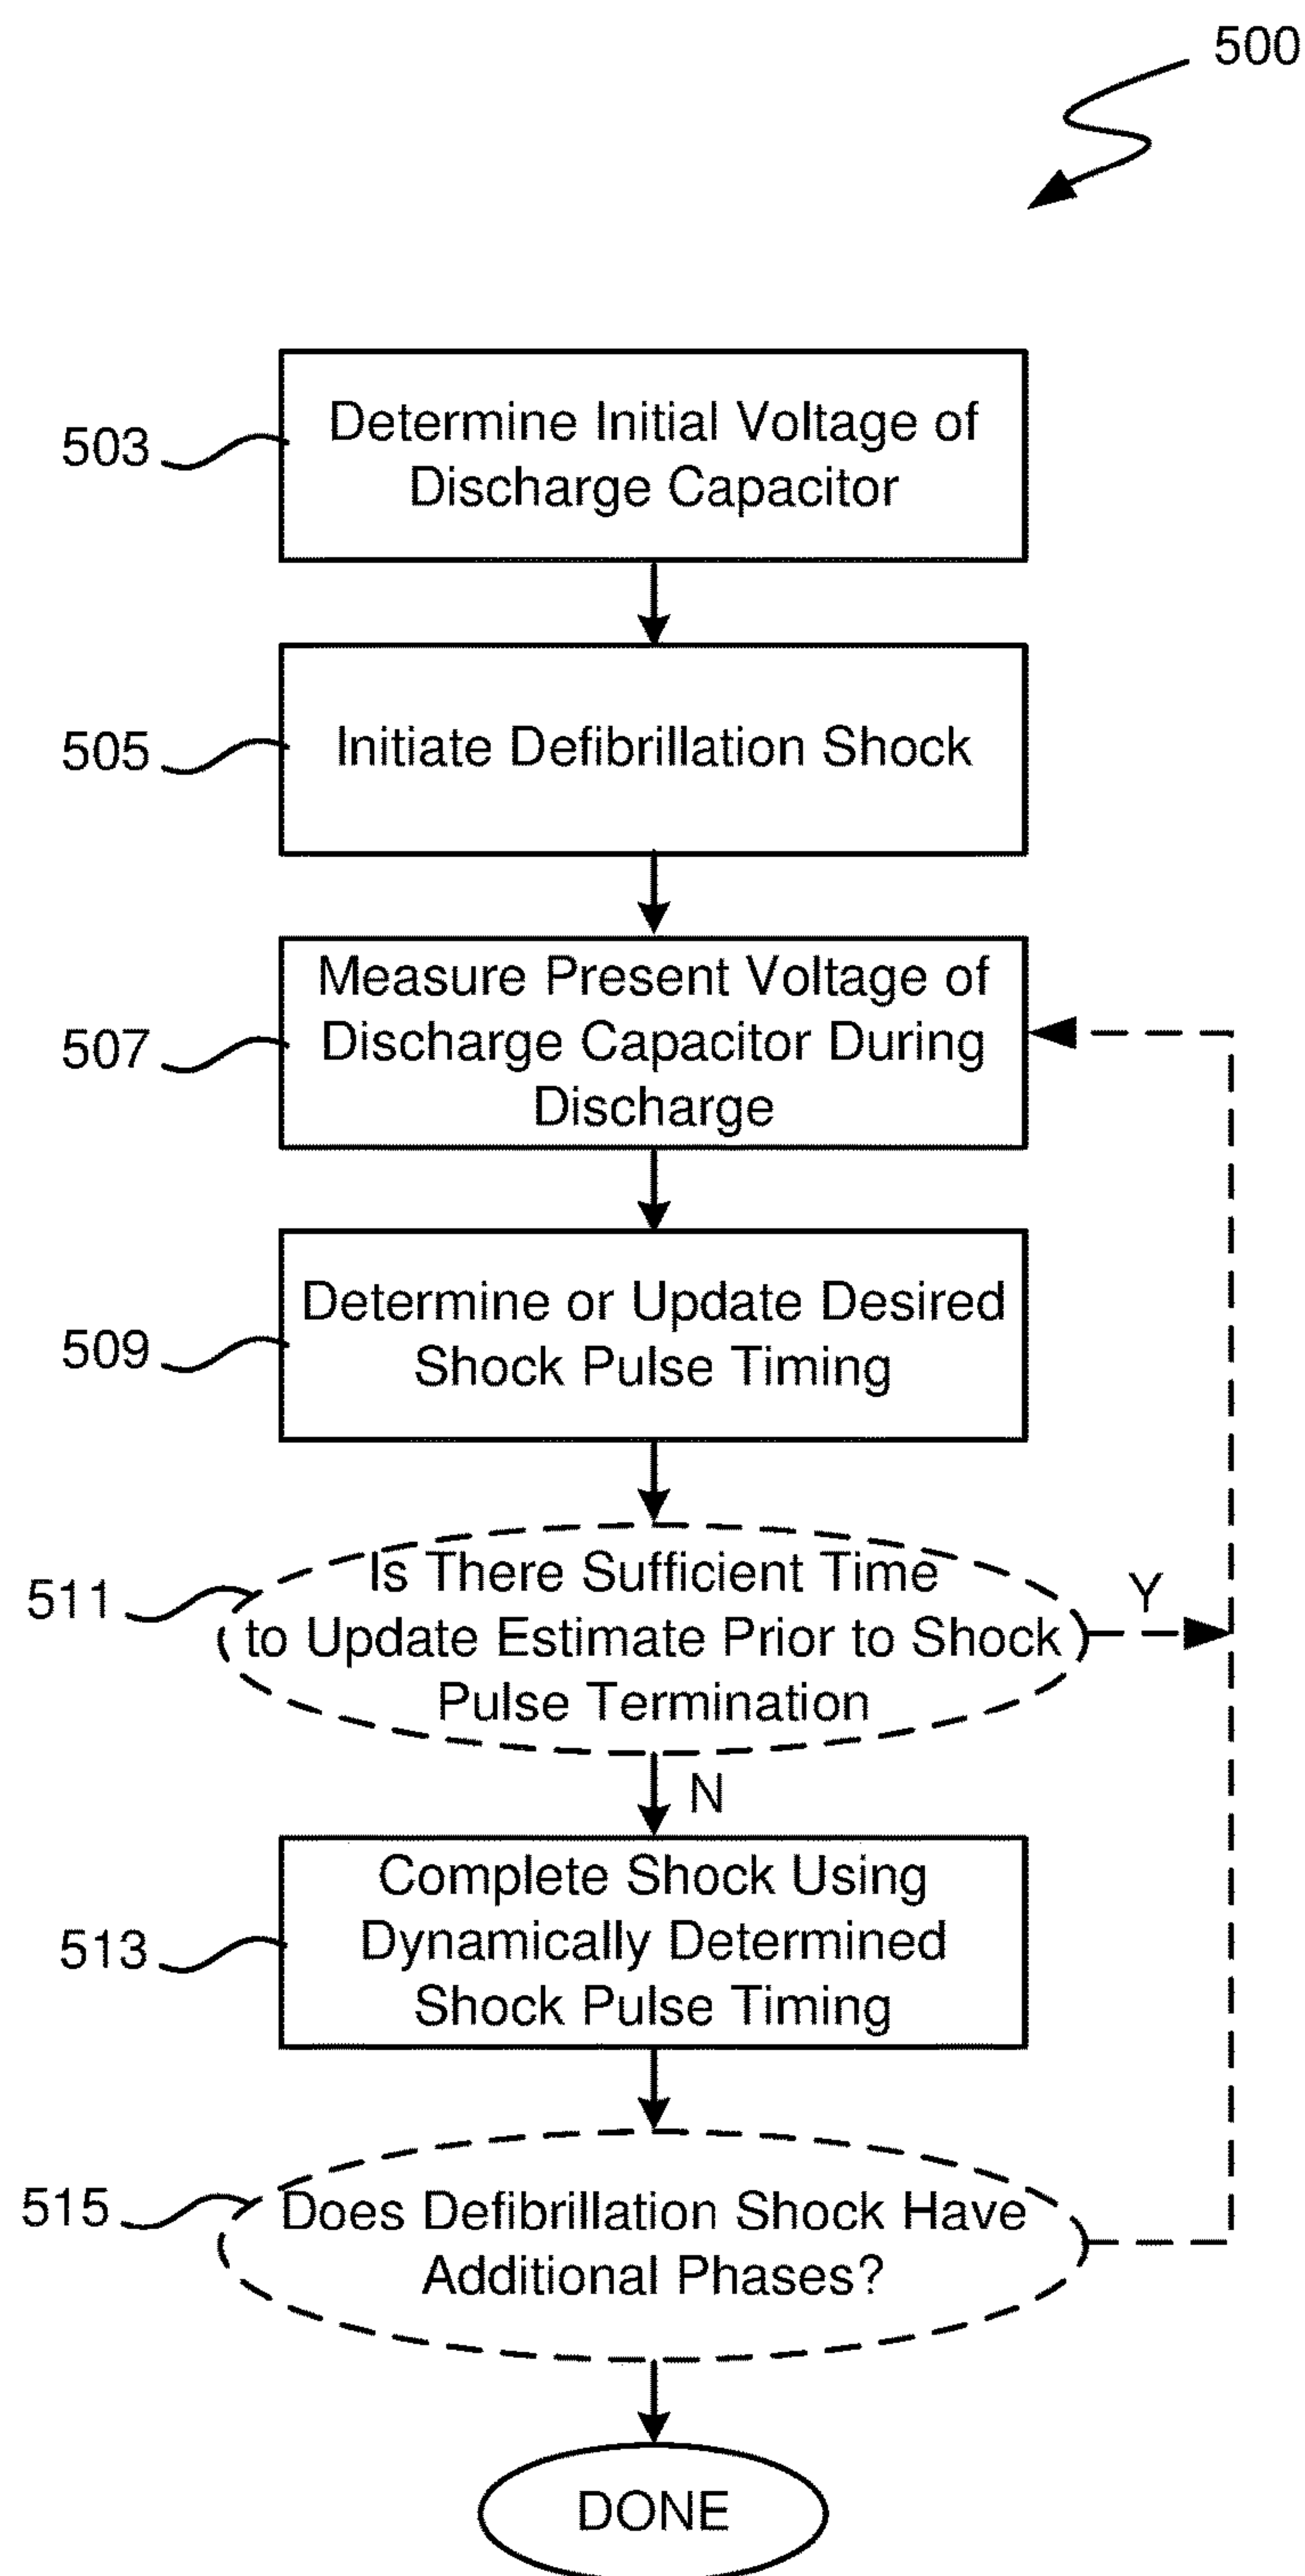 500
503
Determine Initial Voltage of
Discharge Capacitor
505
Initiate Defibrillation Shock
507
Measure Present Voltage of
Discharge Capacitor During
Discharge
509
Determine or Update Desired
Shock Pulse Timing
511
Is There Sufficient Time
to Update Estimate Prior to Shock
Pulse Termination
Y
N
513
Complete Shock Using
Dynamically Determined
Shock Pulse Timing
515
Does Defibrillation Shock Have
Additional Phases?
DONE